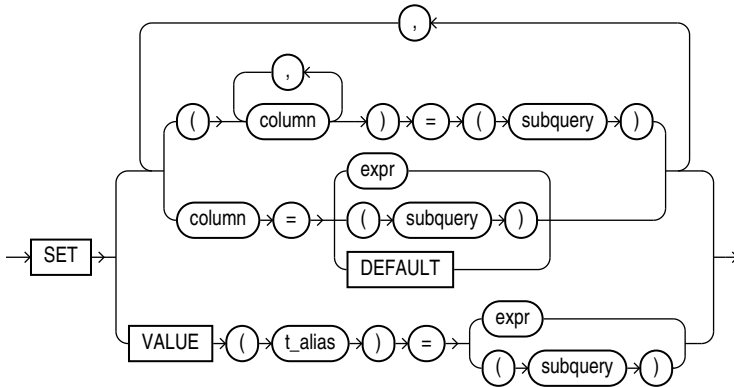 ,
,
( column ) = ( subquery )
expr
column = ( subquery )
DEFAULT
SET
VALUE ( t_alias ) = expr
( subquery )